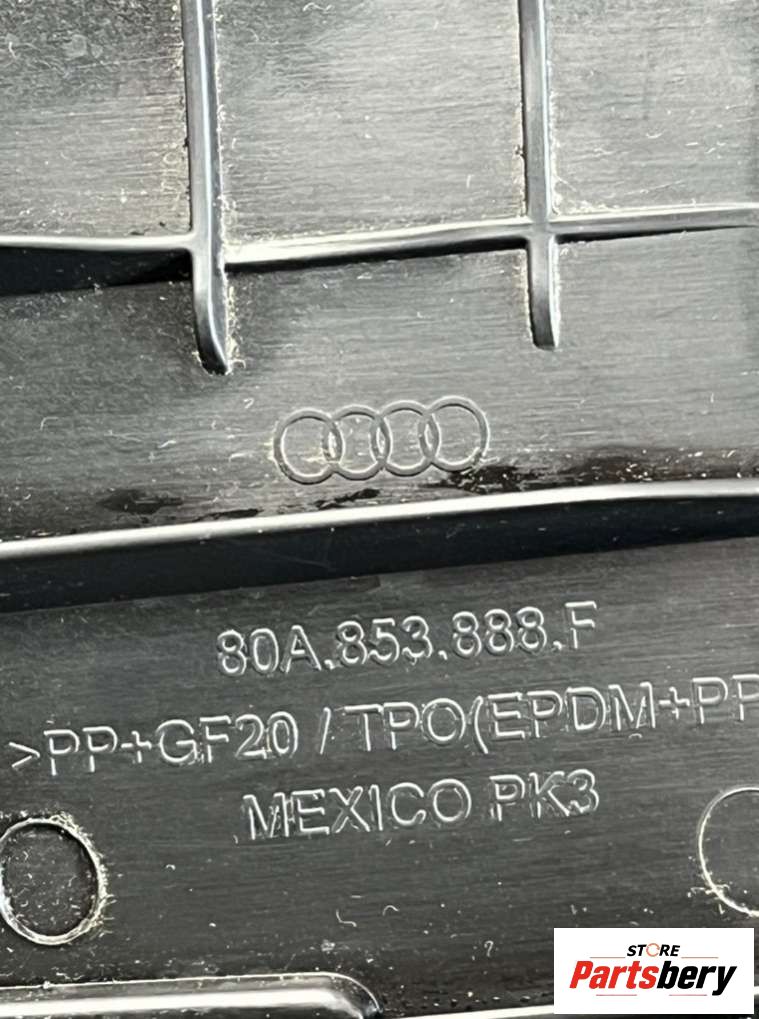 80A.853.888.F
>PP+GF20 / TPO(EPDM+PP
MEXICO PK3
STORE
Partsbery